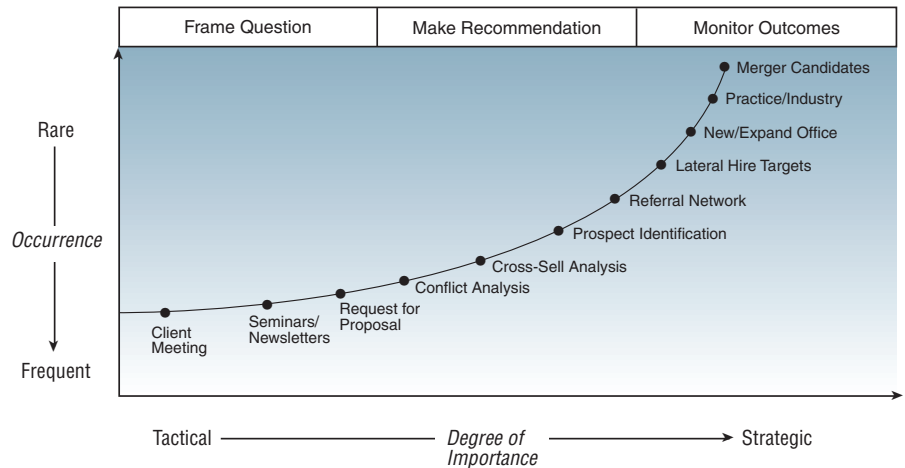 Frame Question
Make Recommendation
Monitor Outcomes
Merger Candidates
Practice/Industry
Rare
New/Expand Office
Lateral Hire Targets
Referral Network
Occurrence
Prospect Identification
Cross-Sell Analysis
Conflict Analysis
Request for
Proposal
Seminars/
Newsletters
Client
Meeting
Frequent
Tactical
Degree of
Importance
Strategic